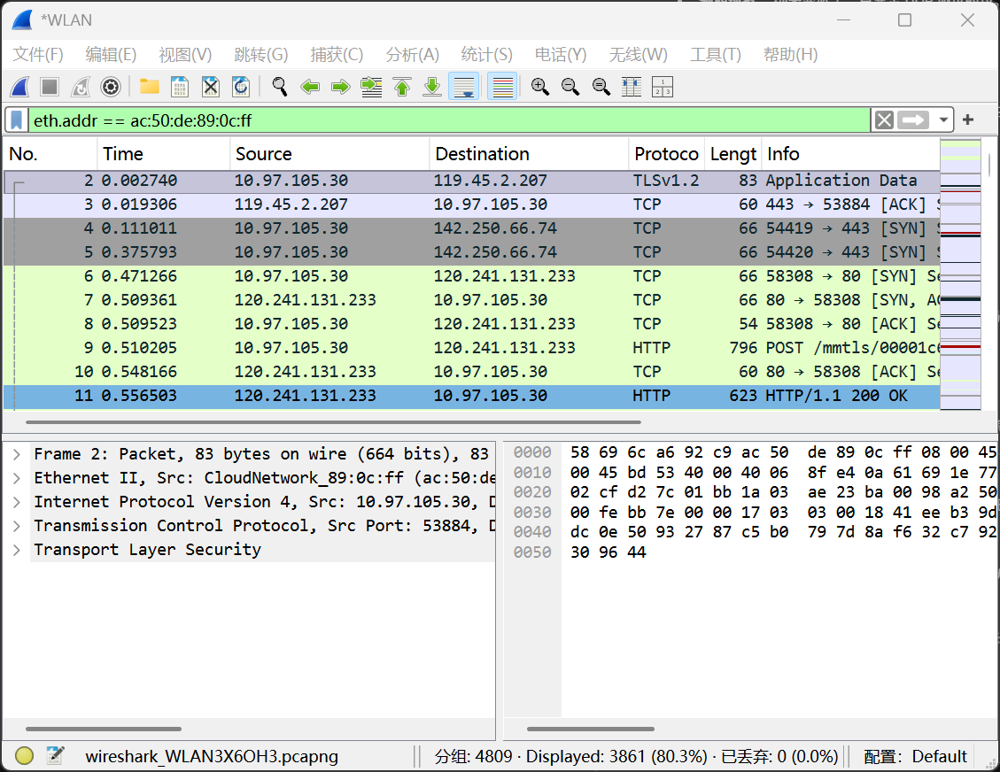 *WLAN
文件(F) 编辑(E) 视图(V) 跳转(G) 捕获(C) 分析(A) 统计(S) 电话(Y) 无线(W) 工具(T) 帮助(H)
eth.addr == ac:50:de:89:0c:ff
No. Time Source Destination Protoco Lengt Info
2 0.002740 10.97.105.30 119.45.2.207 TLSv1.2 83 Application Data
3 0.019306 119.45.2.207 10.97.105.30 TCP 60 443 → 53884 [ACK]
4 0.111011 10.97.105.30 142.250.66.74 TCP 66 54419 → 443 [SYN]
5 0.375793 10.97.105.30 142.250.66.74 TCP 66 54420 → 443 [SYN]
6 0.471266 10.97.105.30 120.241.131.233 TCP 66 58308 → 80 [SYN] Se
7 0.509361 120.241.131.233 10.97.105.30 TCP 66 80 → 58308 [SYN, AC
8 0.509523 10.97.105.30 120.241.131.233 TCP 54 58308 → 80 [ACK] Se
9 0.510205 10.97.105.30 120.241.131.233 HTTP 796 POST /mmtls/00001c6
10 0.548166 120.241.131.233 10.97.105.30 TCP 60 80 → 58308 [ACK] Se
11 0.556503 120.241.131.233 10.97.105.30 HTTP 623 HTTP/1.1 200 OK
Frame 2: Packet, 83 bytes on wire (664 bits), 83
Ethernet II, Src: CloudNetwork_89:0c:ff (ac:50:de
Internet Protocol Version 4, Src: 10.97.105.30, D
Transmission Control Protocol, Src Port: 53884, D
Transport Layer Security
0000 58 69 6c a6 92 c9 ac 50 de 89 0c ff 08 00 45
0010 00 45 bd 53 40 00 40 06 8f e4 0a 61 69 1e 77
0020 02 cf d2 7c 01 bb 1a 03 ae 23 ba 00 98 a2 50
0030 00 fe bb 7e 00 00 17 03 03 00 18 41 ee b3 9d
0040 dc 0e 50 93 27 87 c5 b0 79 7d 8a f6 32 c7 92
0050 30 96 44
wireshark_WLAN3X6OH3.pcapng 分组: 4809 · Displayed: 3861 (80.3%) · 已丢弃: 0 (0.0%) 配置: Default